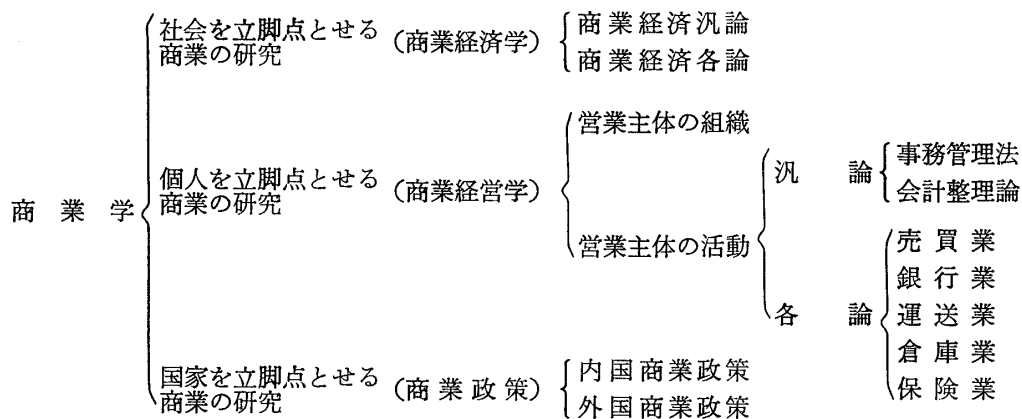 商業学
社会を立脚点とせる
商業の研究
(商業経済学)
商業経済汎論
商業経済各論
個人を立脚点とせる
商業の研究
(商業経営学)
営業主体の組織
営業主体の活動
汎論
事務管理法
会計整理論
各論
売買業
銀行業
運送業
倉庫業
保険業
国家を立脚点とせる
商業の研究
(商業政策)
内国商業政策
外国商業政策